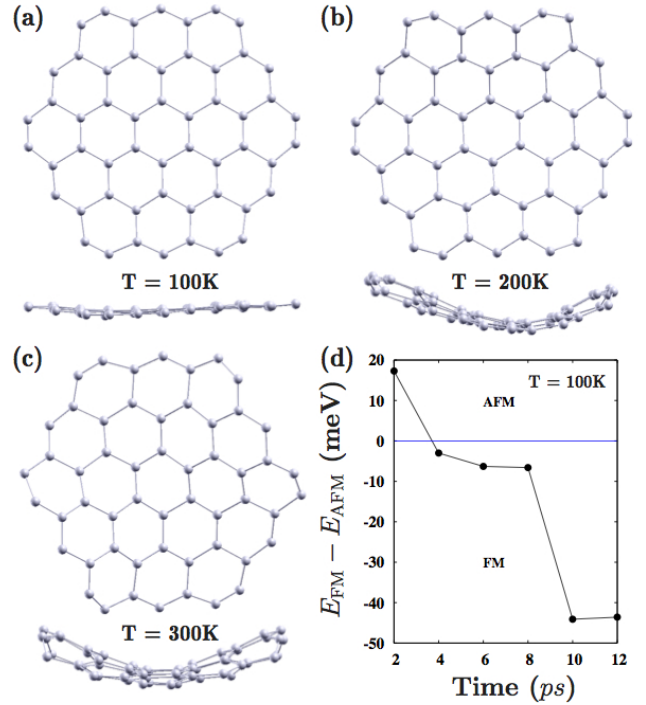 (a)
(b)
T = 100K
T = 200K
(c)
(d)
T = 300K
20
10
0
-10
-20
-30
-40
-50
E_FM − E_AFM (meV)
T = 100K
AFM
FM
2
4
6
8
10
12
Time (ps)